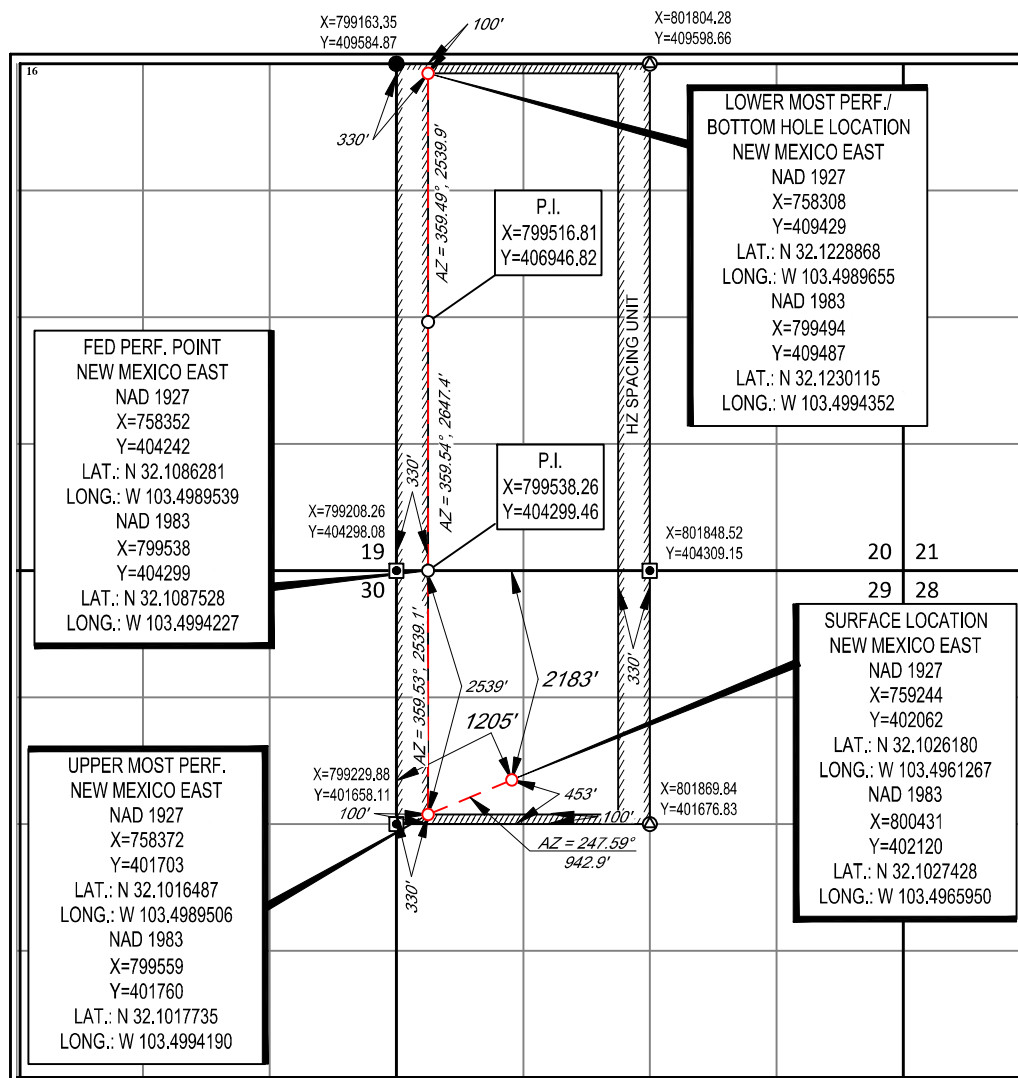 X=799163.35
Y=409584.87
100'
X=801804.28
Y=409598.66
16
330'
AZ = 359.49°, 2539.9'
P.I.
X=799516.81
Y=406946.82
LOWER MOST PERF./
BOTTOM HOLE LOCATION
NEW MEXICO EAST
NAD 1927
X=758308
Y=409429
LAT.: N 32.1228868
LONG.: W 103.4989655
NAD 1983
X=799494
Y=409487
LAT.: N 32.1230115
LONG.: W 103.4994352
HZ SPACING UNIT
FED PERF. POINT
NEW MEXICO EAST
NAD 1927
X=758352
Y=404242
LAT.: N 32.1086281
LONG.: W 103.4989539
NAD 1983
X=799538
Y=404299
LAT.: N 32.1087528
LONG.: W 103.4994227
AZ = 359.54°, 2647.4'
330'
P.I.
X=799538.26
Y=404299.46
X=799208.26
Y=404298.08
X=801848.52
Y=404309.15
19
30
20
21
29
28
AZ = 359.53°, 2539.1'
2539'
2183'
1205'
330'
SURFACE LOCATION
NEW MEXICO EAST
NAD 1927
X=759244
Y=402062
LAT.: N 32.1026180
LONG.: W 103.4961267
NAD 1983
X=800431
Y=402120
LAT.: N 32.1027428
LONG.: W 103.4965950
UPPER MOST PERF.
NEW MEXICO EAST
NAD 1927
X=758372
Y=401703
LAT.: N 32.1016487
LONG.: W 103.4989506
NAD 1983
X=799559
Y=401760
LAT.: N 32.1017735
LONG.: W 103.4994190
X=799229.88
Y=401658.11
100'
453'
100'
X=801869.84
Y=401676.83
AZ = 247.59°
942.9'
330'